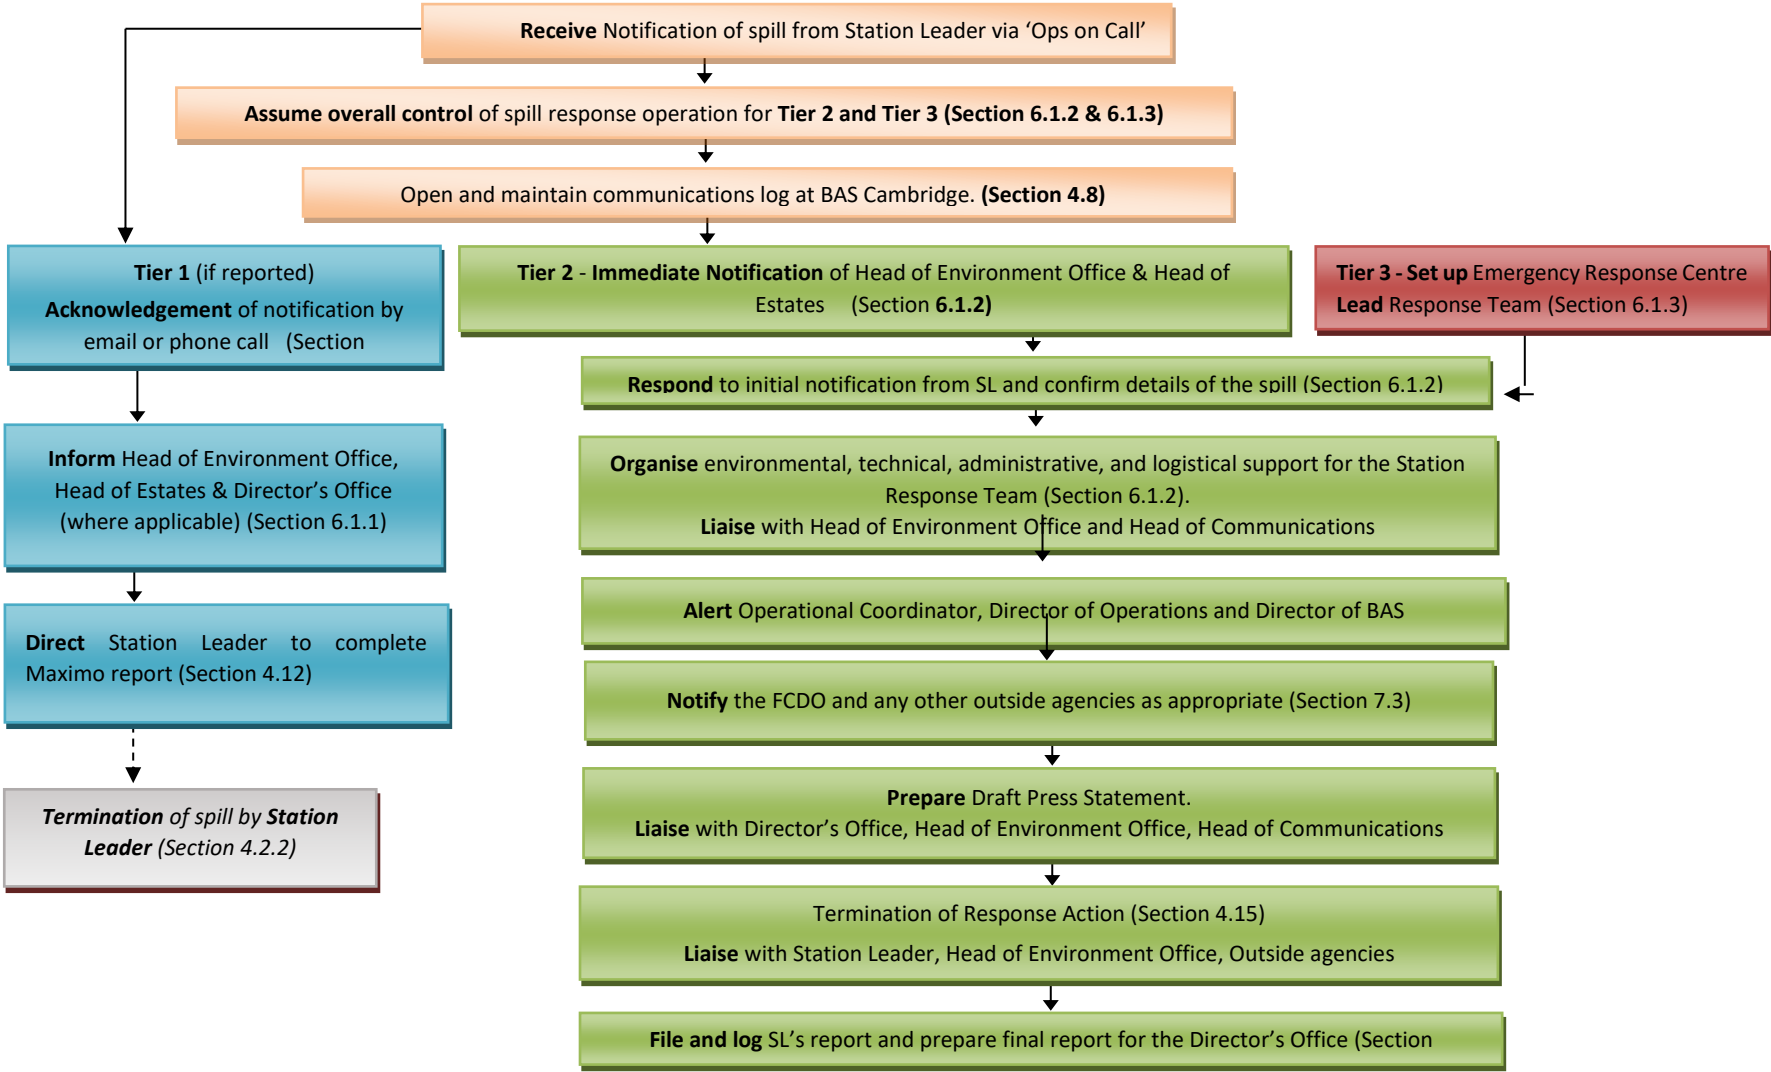 Receive Notification of spill from Station Leader via ‘Ops on Call’
Assume overall control of spill response operation for Tier 2 and Tier 3 (Section 6.1.2 & 6.1.3)
Open and maintain communications log at BAS Cambridge. (Section 4.8)
Tier 1 (if reported)
Acknowledgement of notification by
email or phone call (Section
Inform Head of Environment Office,
Head of Estates & Director’s Office
(where applicable) (Section 6.1.1)
Direct Station Leader to complete
Maximo report (Section 4.12)
Termination of spill by Station
Leader (Section 4.2.2)
Tier 2 - Immediate Notification of Head of Environment Office & Head of
Estates (Section 6.1.2)
Tier 3 - Set up Emergency Response Centre
Lead Response Team (Section 6.1.3)
Respond to initial notification from SL and confirm details of the spill (Section 6.1.2)
Organise environmental, technical, administrative, and logistical support for the Station
Response Team (Section 6.1.2).
Liaise with Head of Environment Office and Head of Communications
Alert Operational Coordinator, Director of Operations and Director of BAS
Notify the FCDO and any other outside agencies as appropriate (Section 7.3)
Prepare Draft Press Statement.
Liaise with Director’s Office, Head of Environment Office, Head of Communications
Termination of Response Action (Section 4.15)
Liaise with Station Leader, Head of Environment Office, Outside agencies
File and log SL’s report and prepare final report for the Director’s Office (Section